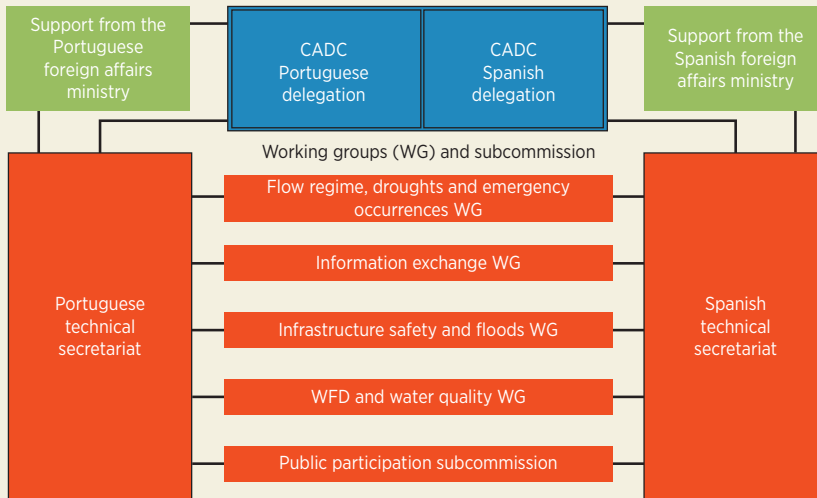 Support from the
Portuguese
foreign affairs
ministry
CADC
Portuguese
delegation
CADC
Spanish
delegation
Support from the
Spanish foreign
affairs ministry
Working groups (WG) and subcommission
Flow regime, droughts and emergency
occurrences WG
Information exchange WG
Portuguese
technical
secretariat
Infrastructure safety and floods WG
Spanish
technical
secretariat
WFD and water quality WG
Public participation subcommission